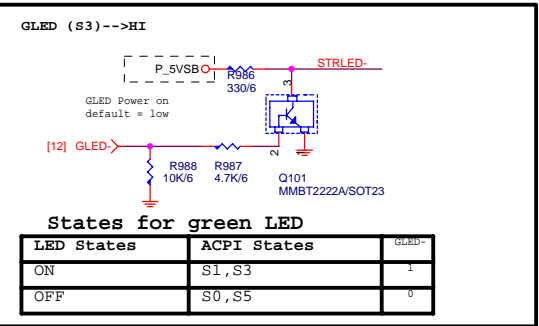 GLED (S3)-->HI
P_5VSB
R986
330/6
STRLED-
3
GLED Power on
default = low
[12] GLED-
2
1
R988
10K/6
R987
4.7K/6
Q101
MMBT2222A/SOT23
States for green LED
LED States ACPI States GLED-
ON S1,S3 1
OFF S0,S5 0